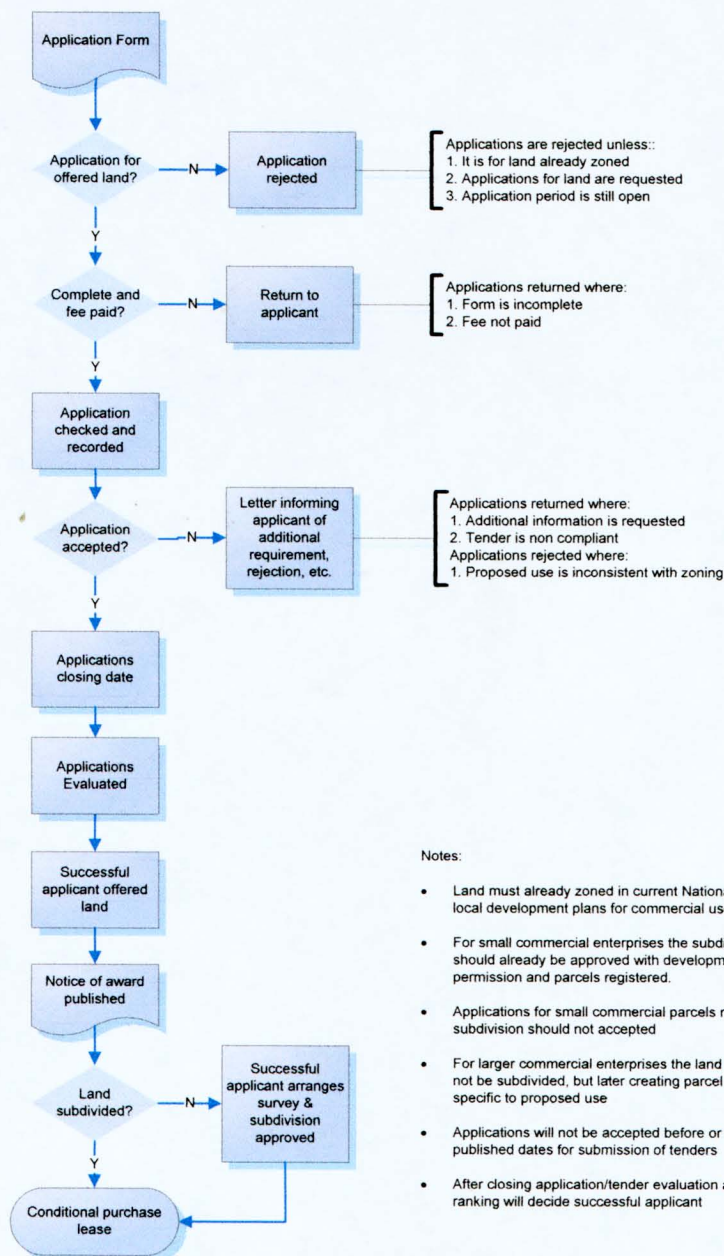 Application Form
Application for
offered land?
N
Application
rejected
Applications are rejected unless::
1. It is for land already zoned
2. Applications for land are requested
3. Application period is still open
Y
Complete and
fee paid?
N
Return to
applicant
Applications returned where:
1. Form is incomplete
2. Fee not paid
Y
Application
checked and
recorded
Application
accepted?
N
Letter informing
applicant of
additional
requirement,
rejection, etc.
Applications returned where:
1. Additional information is requested
2. Tender is non compliant
Applications rejected where:
1. Proposed use is inconsistent with zoning
Y
Applications
closing date
Applications
Evaluated
Successful
applicant offered
land
Notice of award
published
Land
subdivided?
N
Successful
applicant arranges
survey &
subdivision
approved
Y
Conditional purchase
lease
Notes:
• Land must already zoned in current
local development plans for commercial
• For small commercial enterprises the
should already be approved with
permission and parcels registered.
• Applications for small commercial parcels
subdivision should not accepted
• For larger commercial enterprises the land
not be subdivided, but later creating
specific to proposed use
• Applications will not be accepted before or
published dates for submission of tenders
• After closing application/tender evaluation
ranking will decide successful applicant